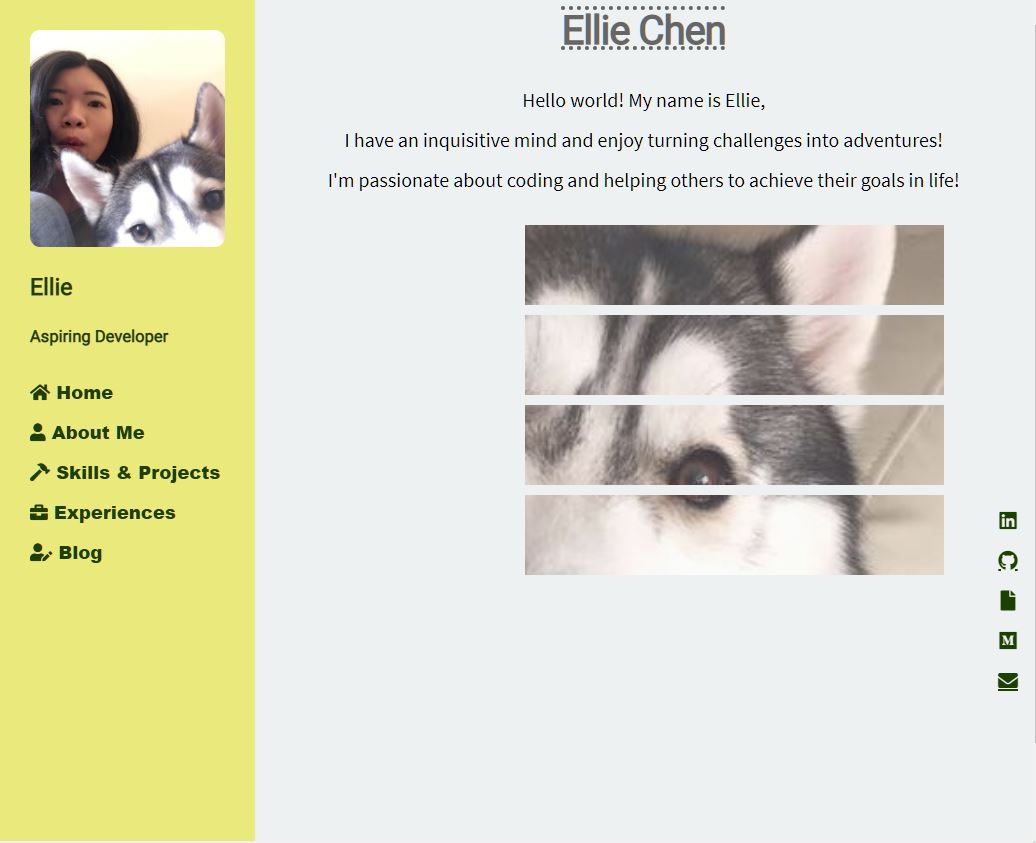 Ellie Chen
Hello world! My name is Ellie,
I have an inquisitive mind and enjoy turning challenges into adventures!
I'm passionate about coding and helping others to achieve their goals in life!
Ellie
Aspiring Developer
Home
About Me
Skills & Projects
Experiences
Blog
in
M